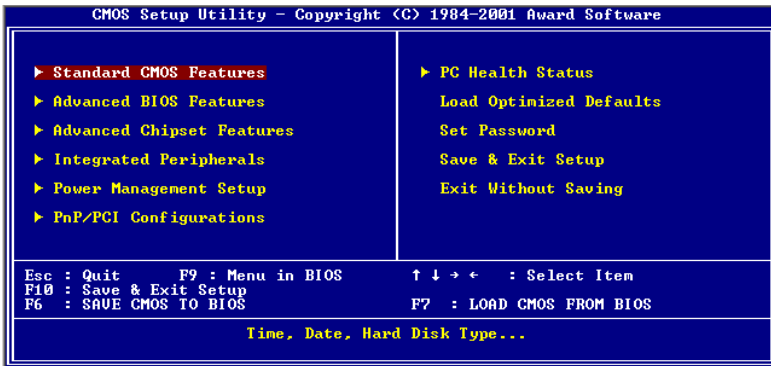 CMOS Setup Utility - Copyright (C) 1984-2001 Award Software
► Standard CMOS Features
► Advanced BIOS Features
► Advanced Chipset Features
► Integrated Peripherals
► Power Management Setup
► PnP/PCI Configurations
► PC Health Status
Load Optimized Defaults
Set Password
Save & Exit Setup
Exit Without Saving
Esc : Quit F9 : Menu in BIOS ↑ ↓ → ← : Select Item
F10 : Save & Exit Setup
F6 : SAVE CMOS TO BIOS F7 : LOAD CMOS FROM BIOS
Time, Date, Hard Disk Type...